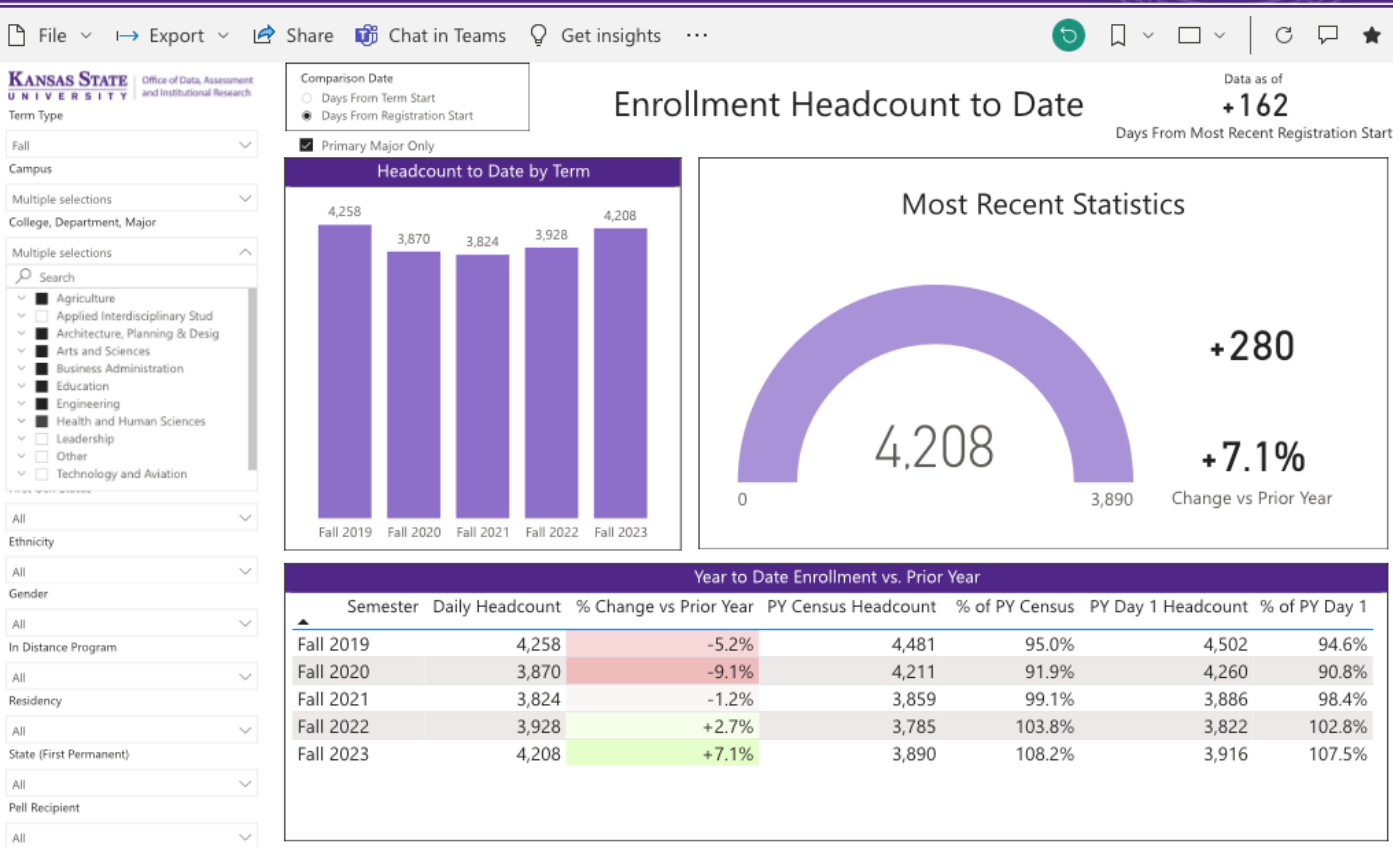 File Export Share Chat in Teams Get insights ...
KANSAS STATE UNIVERSITY
Office of Data, Assessment
and Institutional Research
Term Type
Fall
Campus
Multiple selections
College, Department, Major
Multiple selections
Search
Agriculture
Applied Interdisciplinary Stud
Architecture, Planning & Desig
Arts and Sciences
Business Administration
Education
Engineering
Health and Human Sciences
Leadership
Other
Technology and Aviation
All
Ethnicity
All
Gender
All
In Distance Program
All
Residency
All
State (First Permanent)
All
Pell Recipient
All
Comparison Date
Days From Term Start
Days From Registration Start
Primary Major Only
Enrollment Headcount to Date
Data as of
+162
Days From Most Recent Registration Start
Headcount to Date by Term
4,258 3,870 3,824 3,928 4,208
Fall 2019 Fall 2020 Fall 2021 Fall 2022 Fall 2023
Most Recent Statistics
4,208
0 3,890
+280
+7.1%
Change vs Prior Year
Year to Date Enrollment vs. Prior Year
Semester Daily Headcount % Change vs Prior Year PY Census Headcount % of PY Census PY Day 1 Headcount % of PY Day 1
Fall 2019 4,258 -5.2% 4,481 95.0% 4,502 94.6%
Fall 2020 3,870 -9.1% 4,211 91.9% 4,260 90.8%
Fall 2021 3,824 -1.2% 3,859 99.1% 3,886 98.4%
Fall 2022 3,928 +2.7% 3,785 103.8% 3,822 102.8%
Fall 2023 4,208 +7.1% 3,890 108.2% 3,916 107.5%